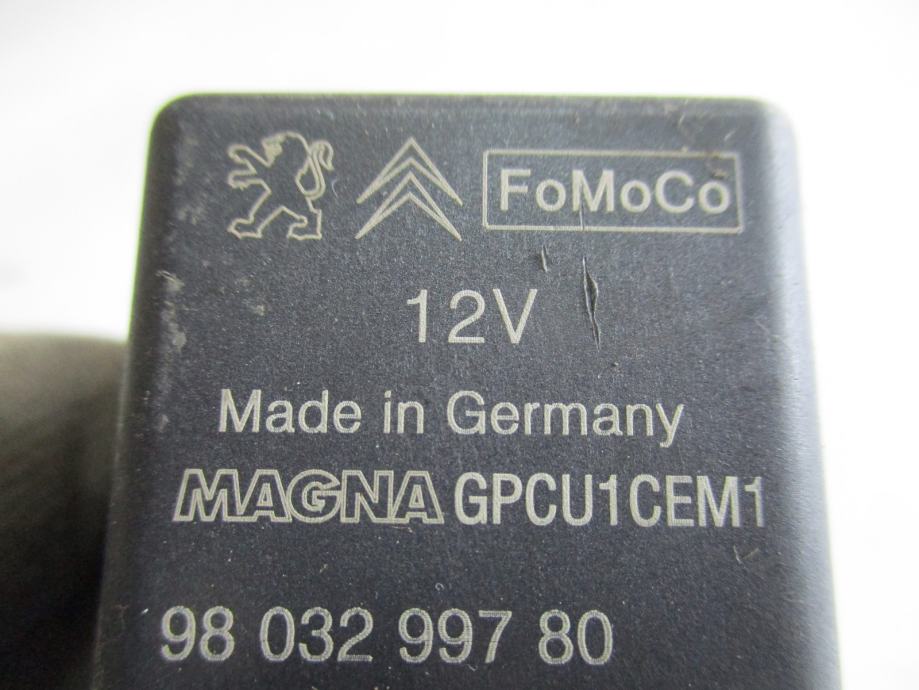 FoMoCo
12V
Made in Germany
MAGNA GPCU1CEM1
98 032 997 80